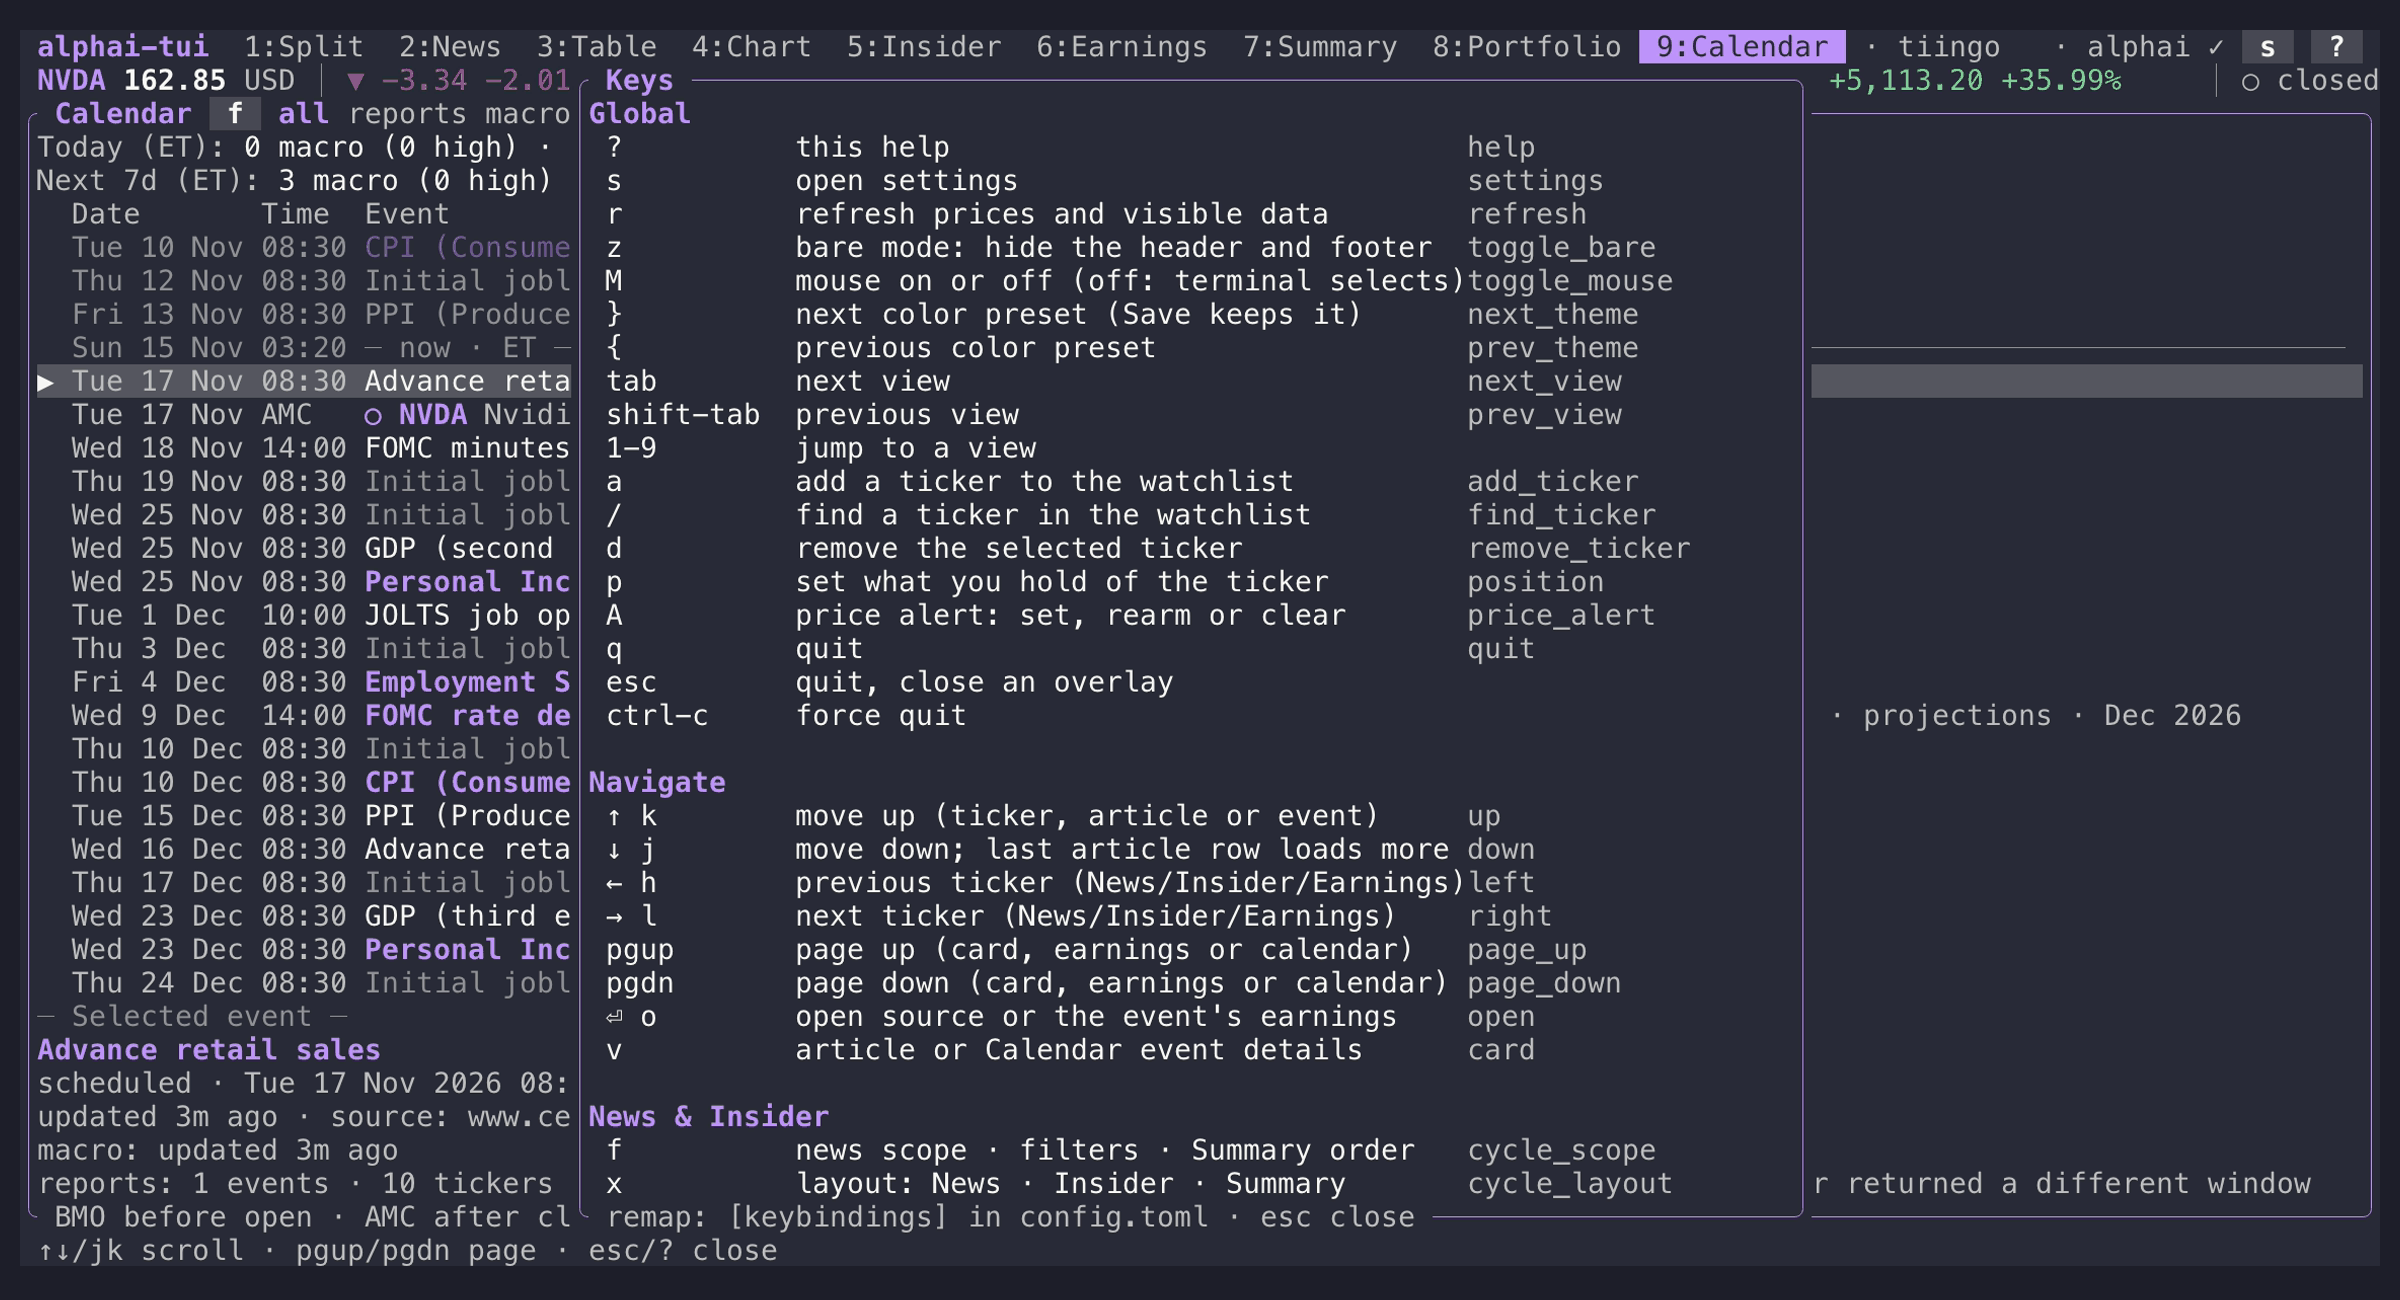 alphai-tui 1:Split 2:News 3:Table 4:Chart 5:Insider 6:Earnings 7:Summary 8:Portfolio 9:Calendar · tiingo · alphai ✓ s ?
NVDA 162.85 USD │ ▼ −3.34 −2.01 Keys +5,113.20 +35.99% │ ○ closed
Calendar f all reports macro Global
Today (ET): 0 macro (0 high) · ? this help help
Next 7d (ET): 3 macro (0 high) s open settings settings
Date Time Event r refresh prices and visible data refresh
Tue 10 Nov 08:30 CPI (Consume z bare mode: hide the header and footer toggle_bare
Thu 12 Nov 08:30 Initial jobl M mouse on or off (off: terminal selects) toggle_mouse
Fri 13 Nov 08:30 PPI (Produce } next color preset (Save keeps it) next_theme
Sun 15 Nov 03:20 — now · ET — { previous color preset prev_theme
▶ Tue 17 Nov 08:30 Advance reta tab next view next_view
Tue 17 Nov AMC ○ NVDA Nvidi shift-tab previous view prev_view
Wed 18 Nov 14:00 FOMC minutes 1-9 jump to a view
Thu 19 Nov 08:30 Initial jobl a add a ticker to the watchlist add_ticker
Wed 25 Nov 08:30 Initial jobl / find a ticker in the watchlist find_ticker
Wed 25 Nov 08:30 GDP (second d remove the selected ticker remove_ticker
Wed 25 Nov 08:30 Personal Inc p set what you hold of the ticker position
Tue 1 Dec 10:00 JOLTS job op A price alert: set, rearm or clear price_alert
Thu 3 Dec 08:30 Initial jobl q quit quit
Fri 4 Dec 08:30 Employment S esc quit, close an overlay
Wed 9 Dec 14:00 FOMC rate de ctrl-c force quit · projections · Dec 2026
Thu 10 Dec 08:30 Initial jobl
Thu 10 Dec 08:30 CPI (Consume Navigate
Tue 15 Dec 08:30 PPI (Produce ↑ k move up (ticker, article or event) up
Wed 16 Dec 08:30 Advance reta ↓ j move down; last article row loads more down
Thu 17 Dec 08:30 Initial jobl ← h previous ticker (News/Insider/Earnings) left
Wed 23 Dec 08:30 GDP (third e → l next ticker (News/Insider/Earnings) right
Wed 23 Dec 08:30 Personal Inc pgup page up (card, earnings or calendar) page_up
Thu 24 Dec 08:30 Initial jobl pgdn page down (card, earnings or calendar) page_down
— Selected event — ⏎ o open source or the event's earnings open
Advance retail sales v article or Calendar event details card
scheduled · Tue 17 Nov 2026 08:
updated 3m ago · source: www.ce News & Insider
macro: updated 3m ago f news scope · filters · Summary order cycle_scope
reports: 1 events · 10 tickers x layout: News · Insider · Summary cycle_layout r returned a different window
BMO before open · AMC after cl remap: [keybindings] in config.toml · esc close
↑↓/jk scroll · pgup/pgdn page · esc/? close